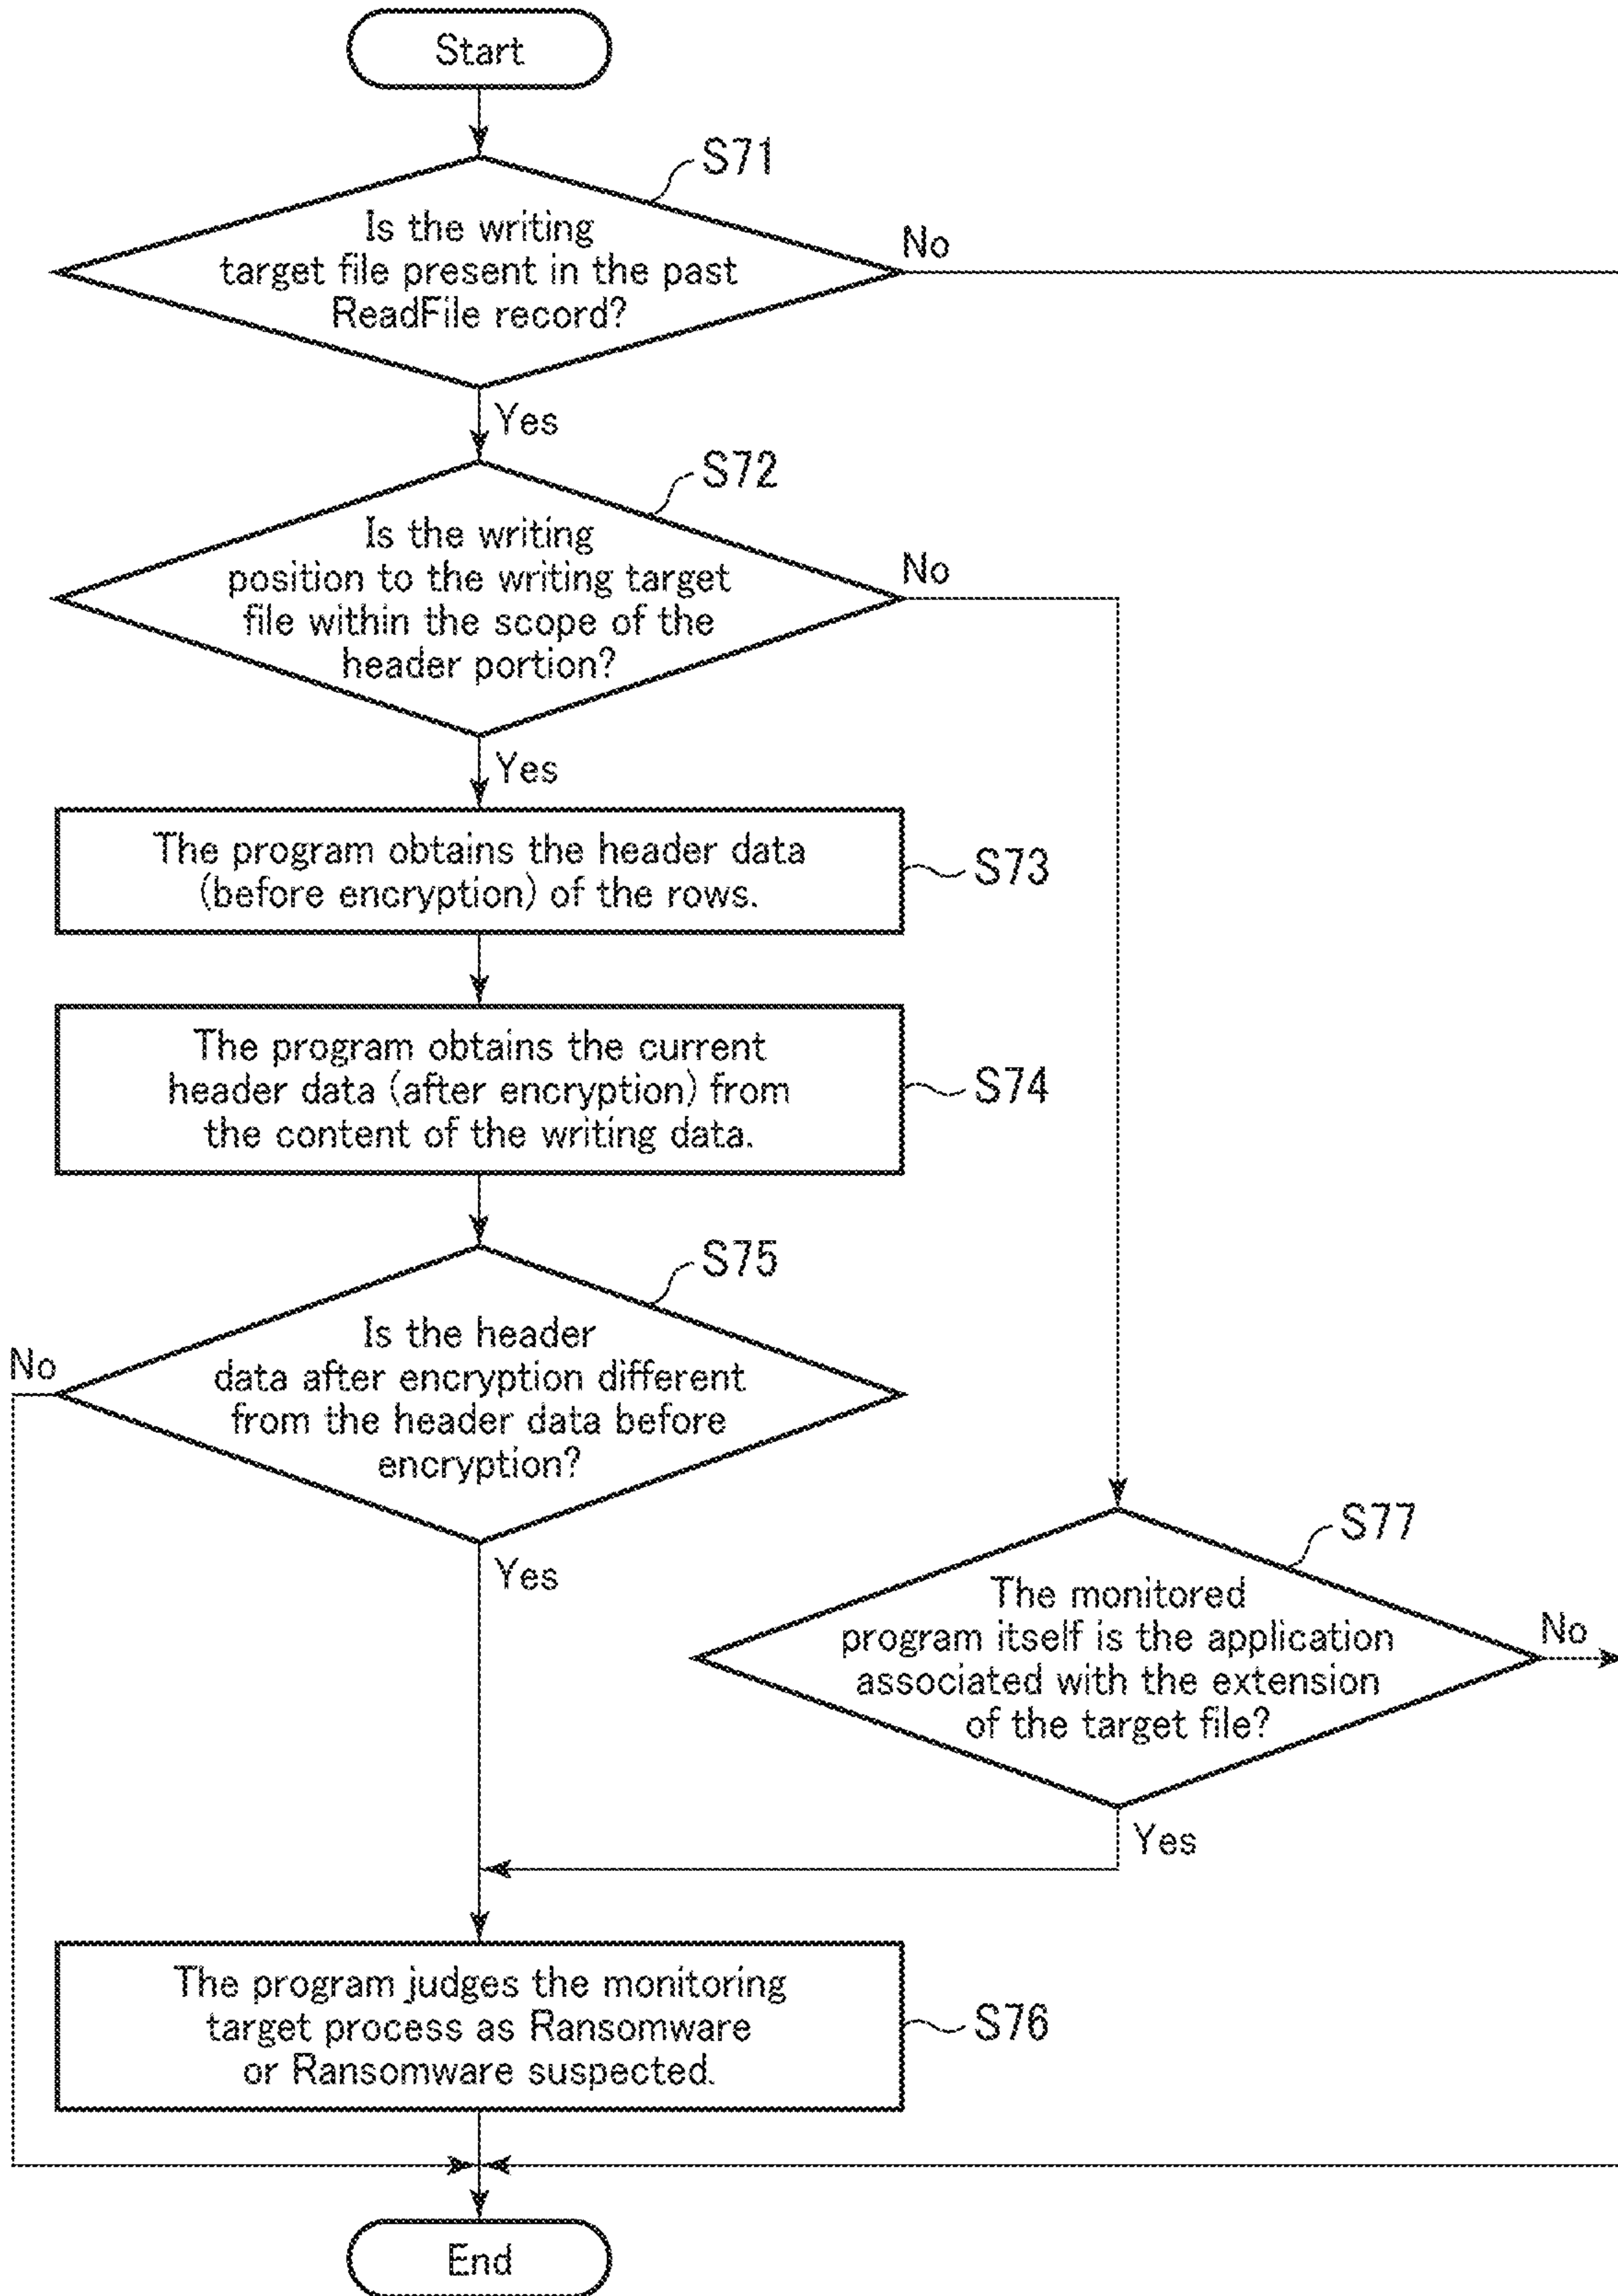 Start
S71
Is the writing
target file present in the past
ReadFile record?
No
Yes
S72
Is the writing
position to the writing target
file within the scope of the
header portion?
No
Yes
The program obtains the header data
(before encryption) of the rows.
S73
The program obtains the current
header data (after encryption) from
the content of the writing data.
S74
S75
Is the header
data after encryption different
from the header data before
encryption?
No
Yes
S77
The monitored
program itself is the application
associated with the extension
of the target file?
No
Yes
The program judges the monitoring
target process as Ransomware
or Ransomware suspected.
S76
End